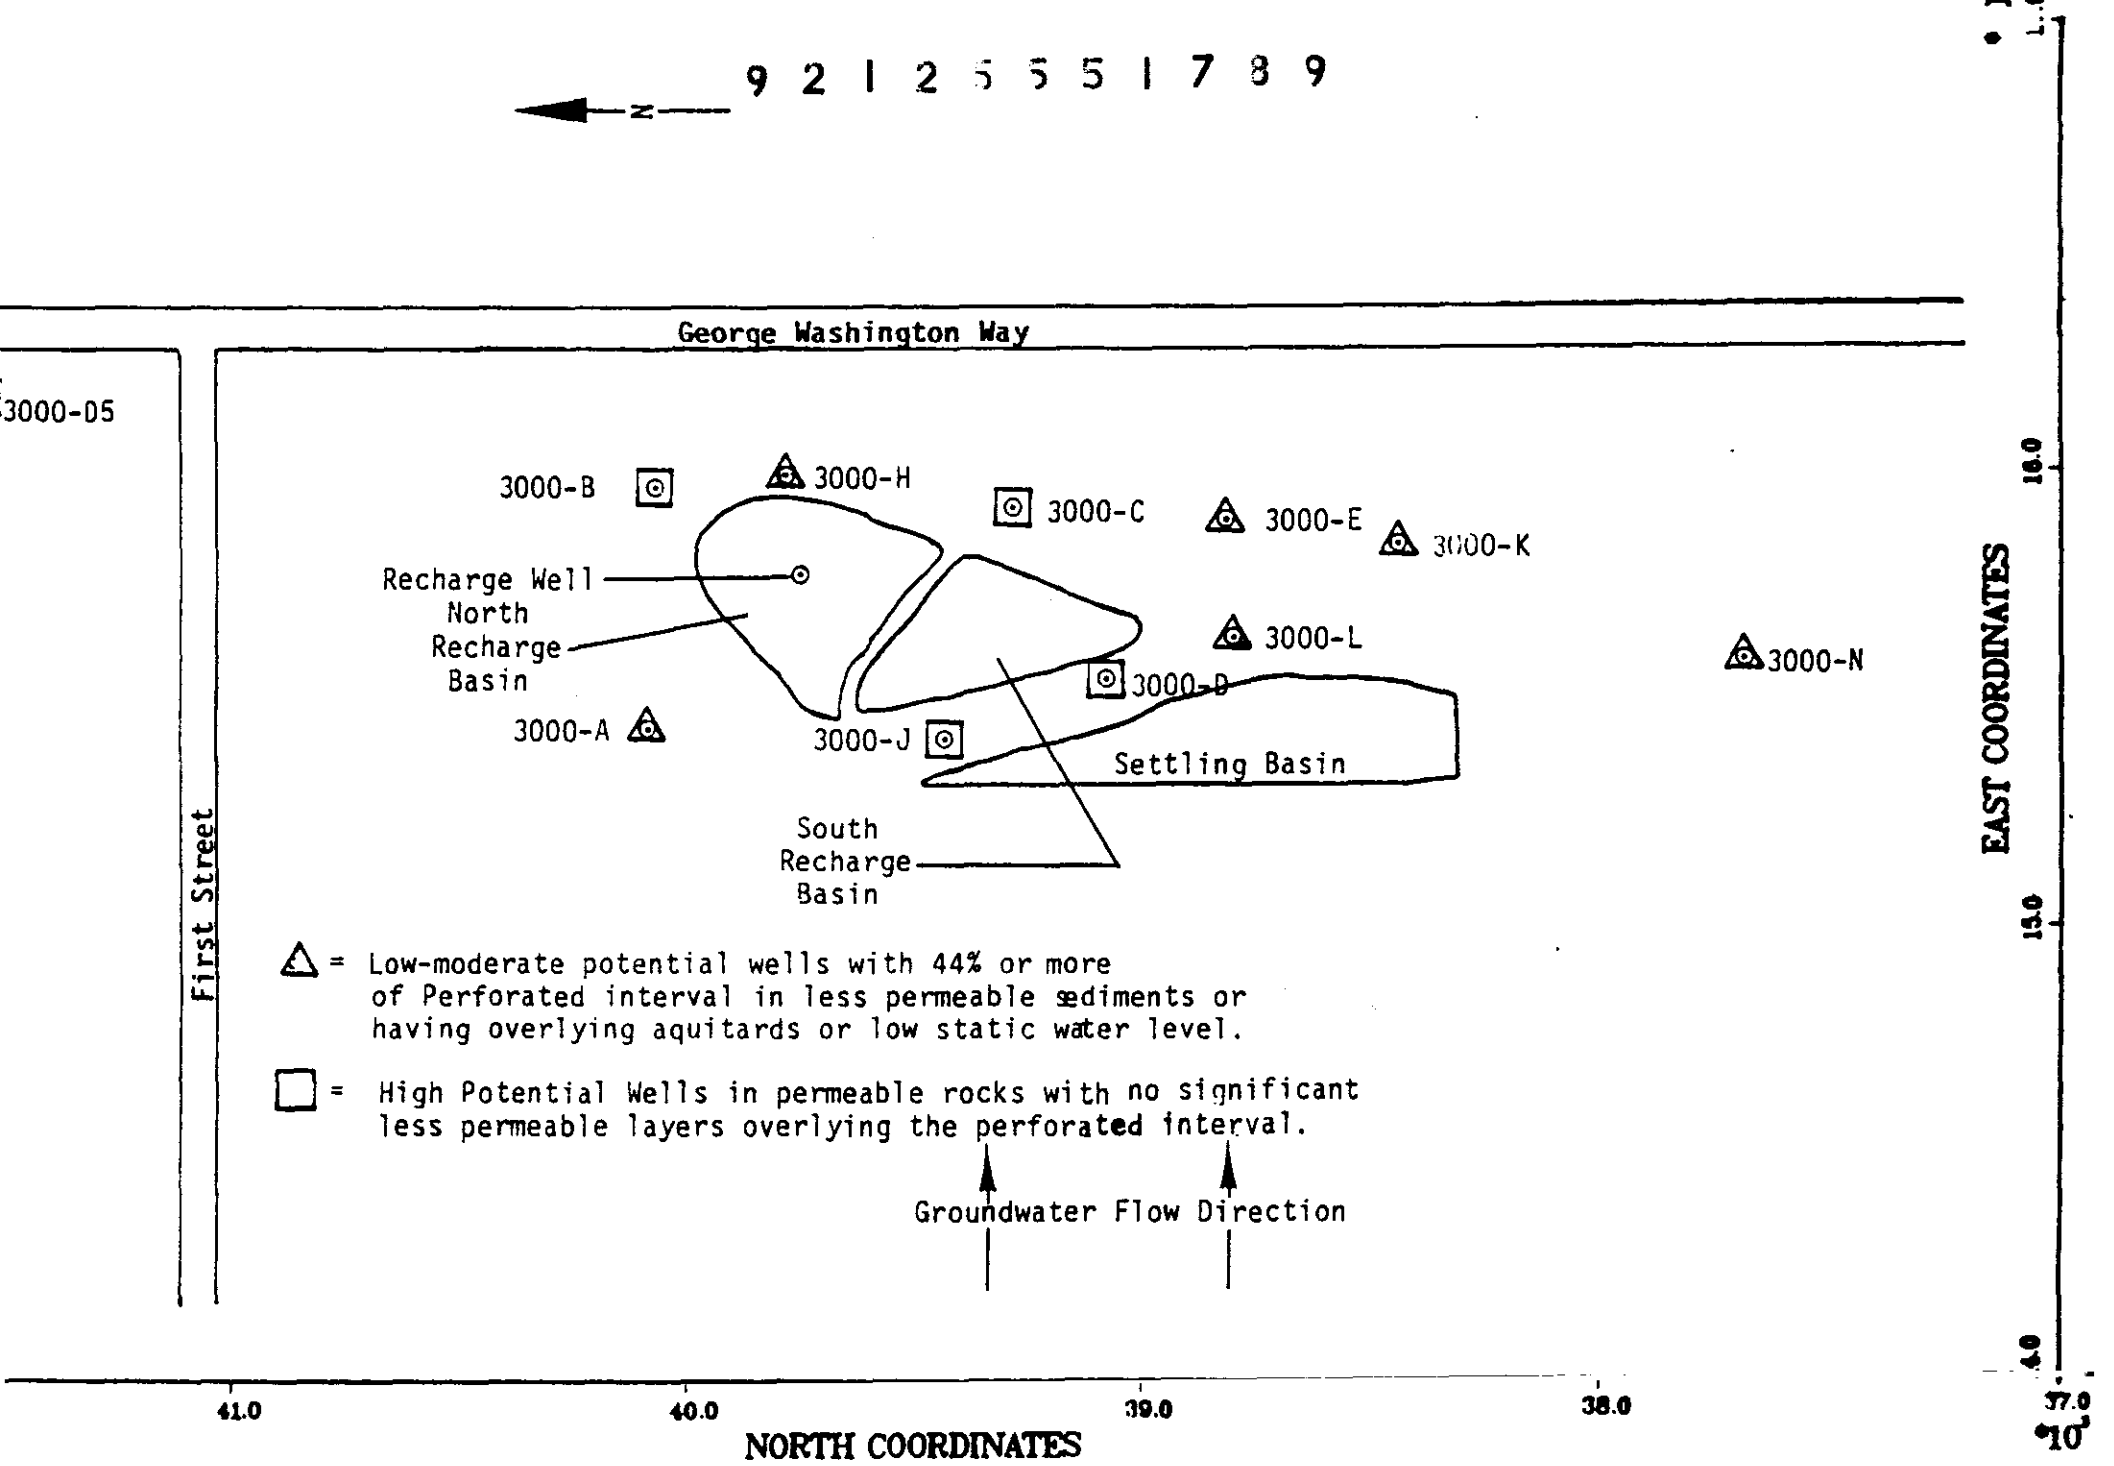 9 2 1 2 5 5 5 1 7 8 9
N
George Washington Way
3000-05
3000-B
3000-H
3000-C
3000-E
3000-K
Recharge Well
North
Recharge
Basin
3000-L
3000-N
3000-D
3000-A
3000-J
Settling Basin
South
Recharge
Basin
First Street
= Low-moderate potential wells with 44% or more
of Perforated interval in less permeable sediments or
having overlying aquitards or low static water level.
= High Potential Wells in permeable rocks with no significant
less permeable layers overlying the perforated interval.
Groundwater Flow Direction
16.0
EAST COORDINATES
15.0
41.0
40.0
39.0
38.0
37.0
NORTH COORDINATES